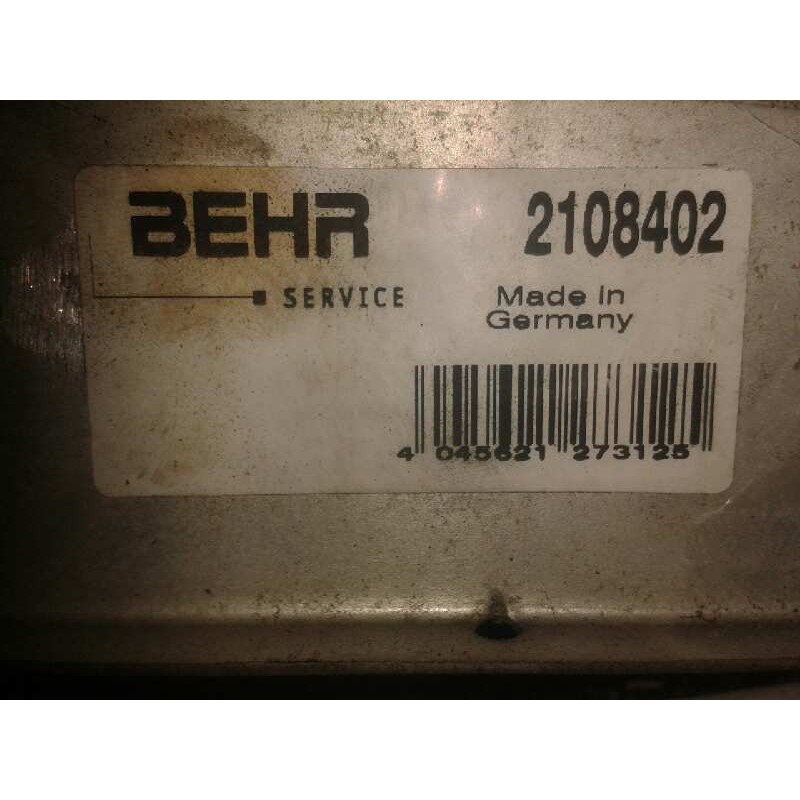 BEHR 2108402
SERVICE Made in
Germany
4 045621 273125